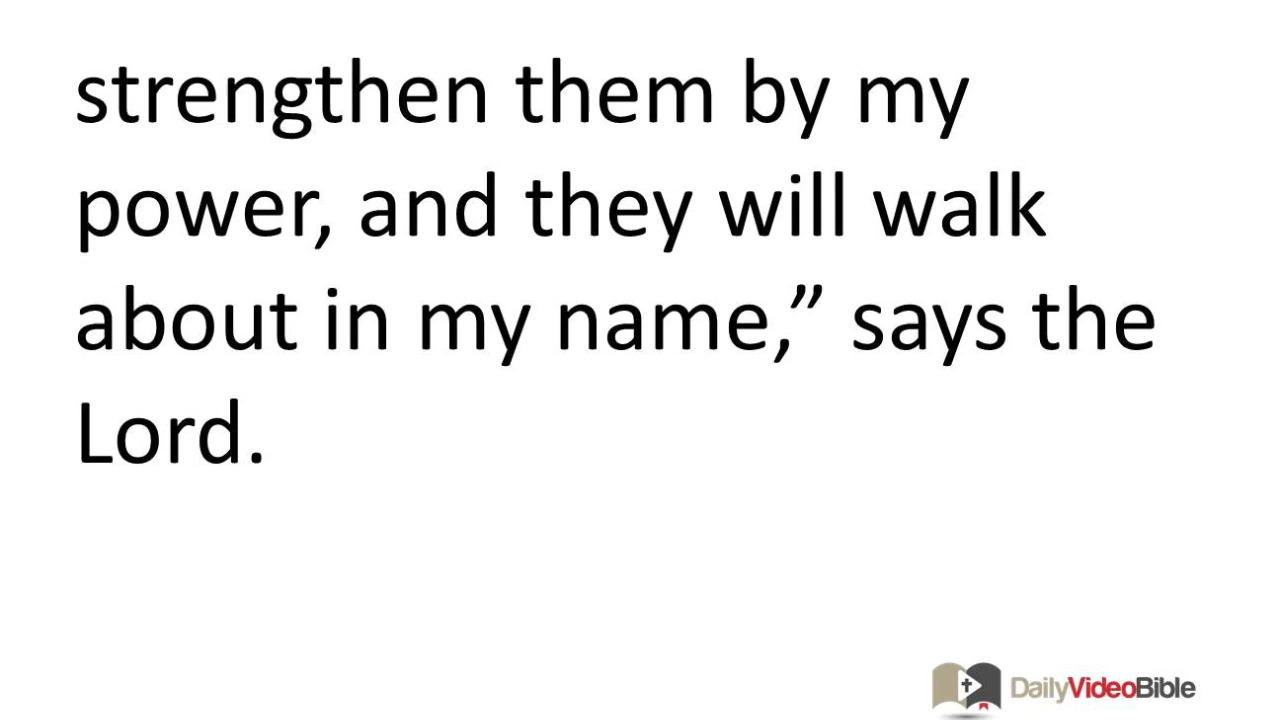 strengthen them by my
power, and they will walk
about in my name,” says the
Lord.
DailyVideoBible